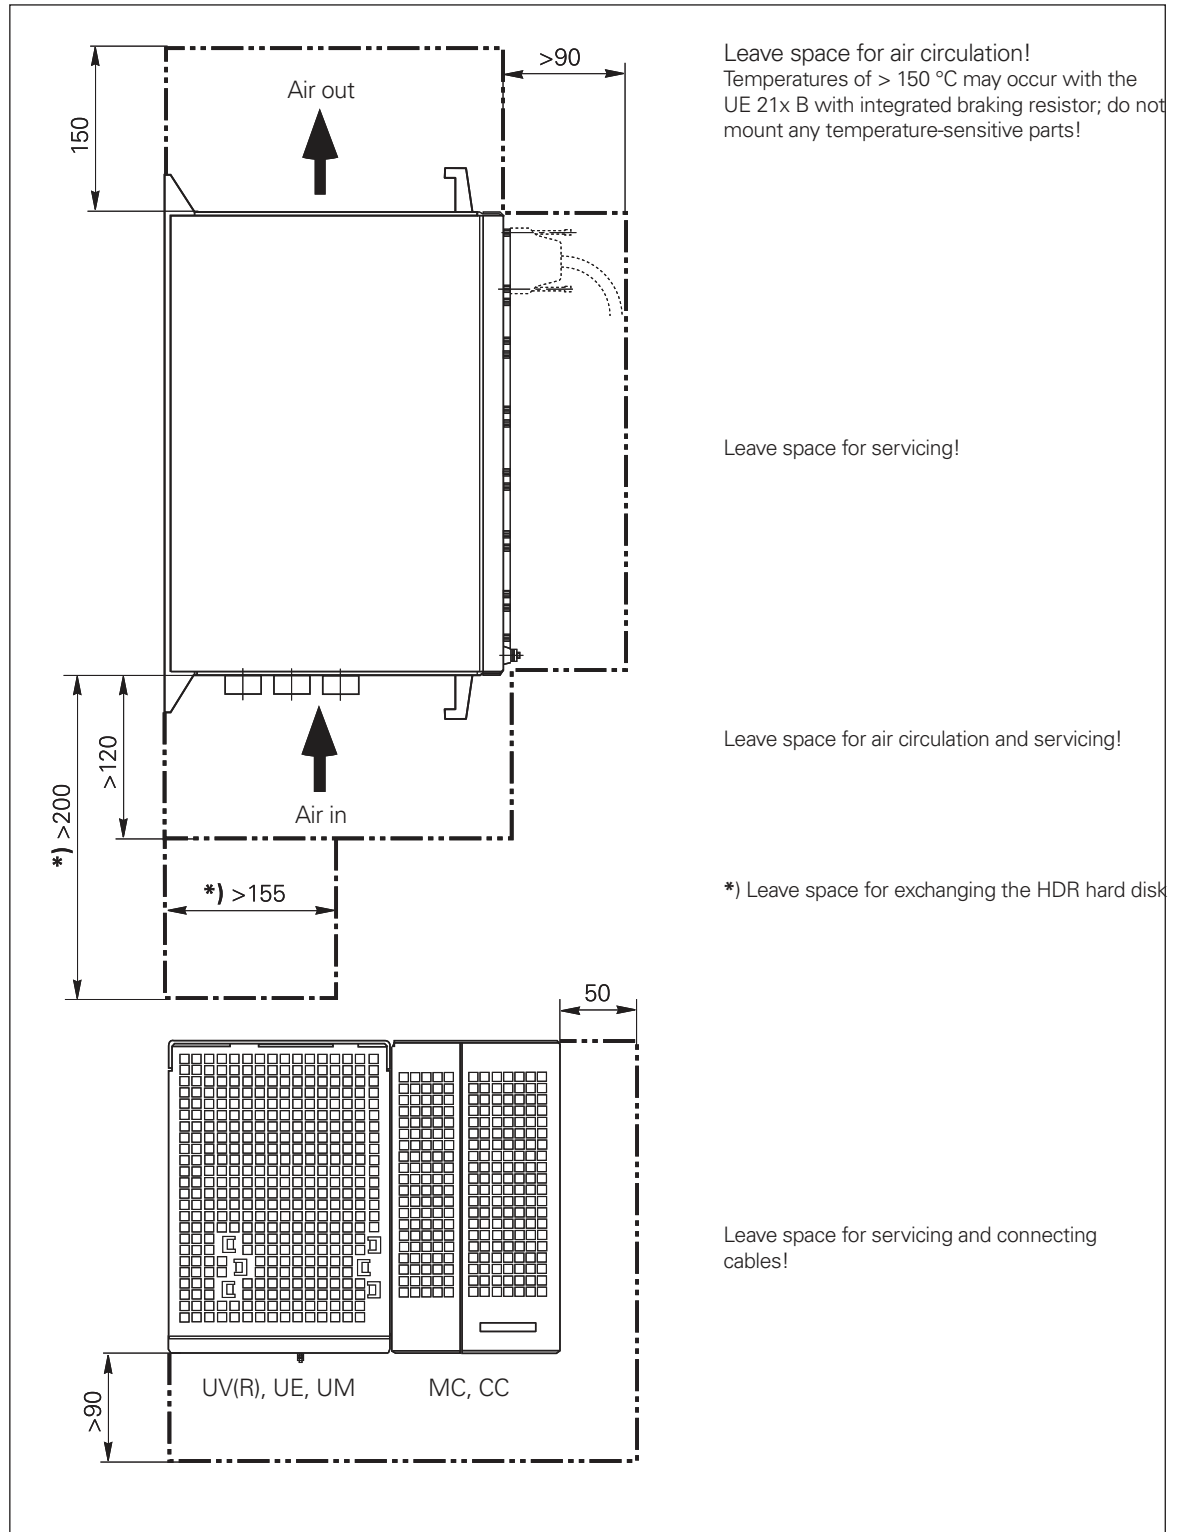 >90
Leave space for air circulation!
Temperatures of > 150 °C may occur with the
UE 21x B with integrated braking resistor; do not
mount any temperature-sensitive parts!
Air out
150
Leave space for servicing!
>120
*) >200
Air in
Leave space for air circulation and servicing!
*) >155
*) Leave space for exchanging the HDR hard disk
50
Leave space for servicing and connecting
cables!
>90
UV(R), UE, UM
MC, CC